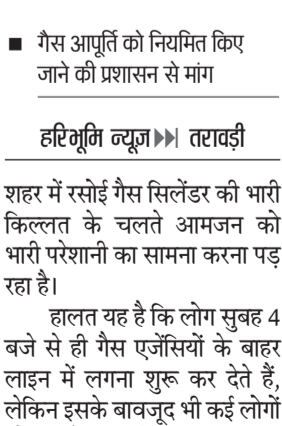 ■ गैस आपूर्ति को नियमित किए
जाने की प्रशासन से मांग
हरिभूमि न्यूज़ ▶▶| तरावड़ी
शहर में रसोई गैस सिलेंडर की भारी
किल्लत के चलते आमजन को
भारी परेशानी का सामना करना पड़
रहा है।
हालत यह है कि लोग सुबह 4
बजे से ही गैस एजेंसियों के बाहर
लाइन में लगना शुरू कर देते हैं,
लेकिन इसके बावजूद भी कई लोगों